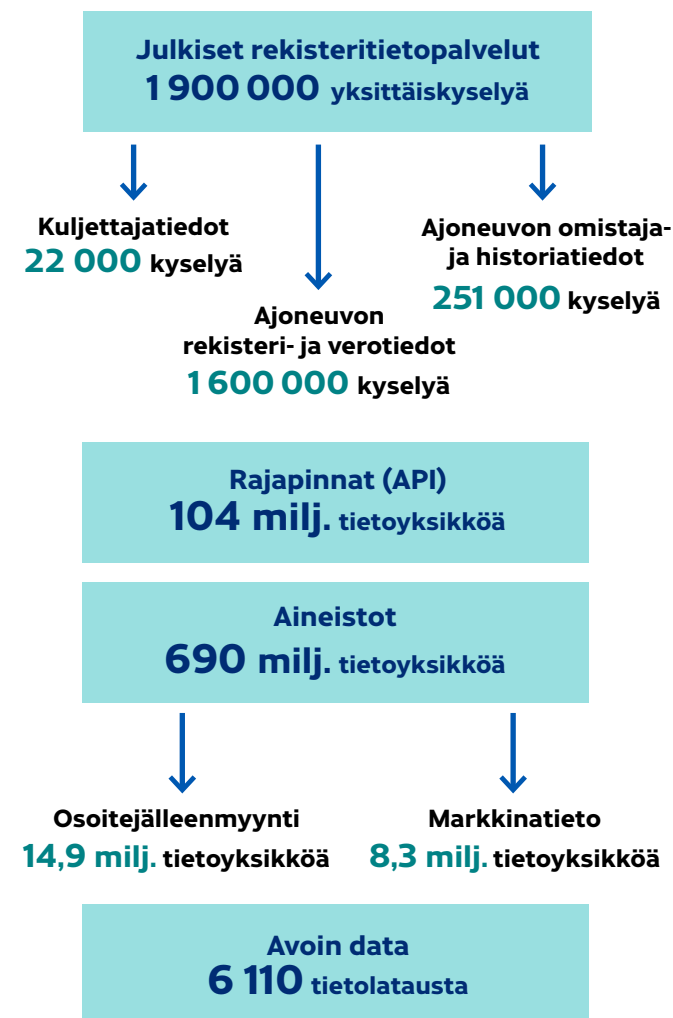 Julkiset rekisteritietopalvelut
1 900 000 yksittäiskyselyä
Kuljettajatiedot
22 000 kyselyä
Ajoneuvon omistaja-
ja historiatiedot
251 000 kyselyä
Ajoneuvon
rekisteri- ja verotiedot
1 600 000 kyselyä
Rajapinnat (API)
104 milj. tietoyksikköä
Aineistot
690 milj. tietoyksikköä
Osoitejälleenmyynti
14,9 milj. tietoyksikköä
Markkinatieto
8,3 milj. tietoyksikköä
Avoin data
6 110 tietolatausta